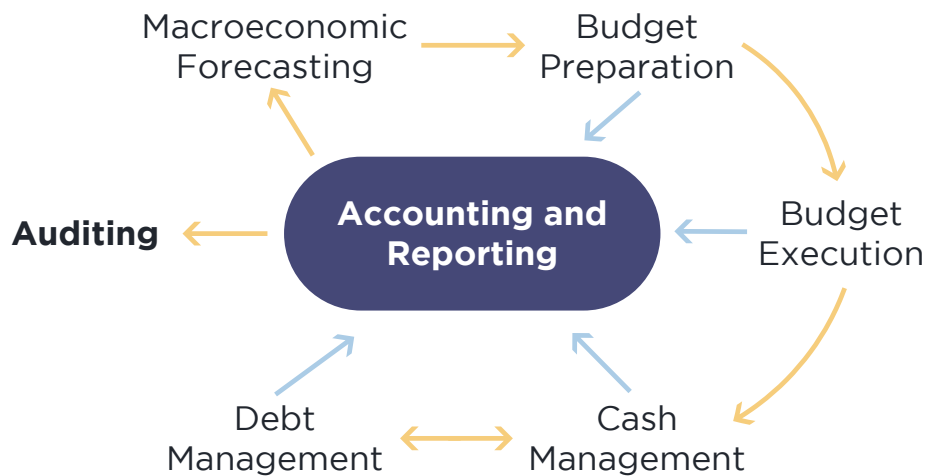 Macroeconomic
Forecasting
Budget
Preparation
Accounting and
Reporting
Auditing
Budget
Execution
Debt
Management
Cash
Management